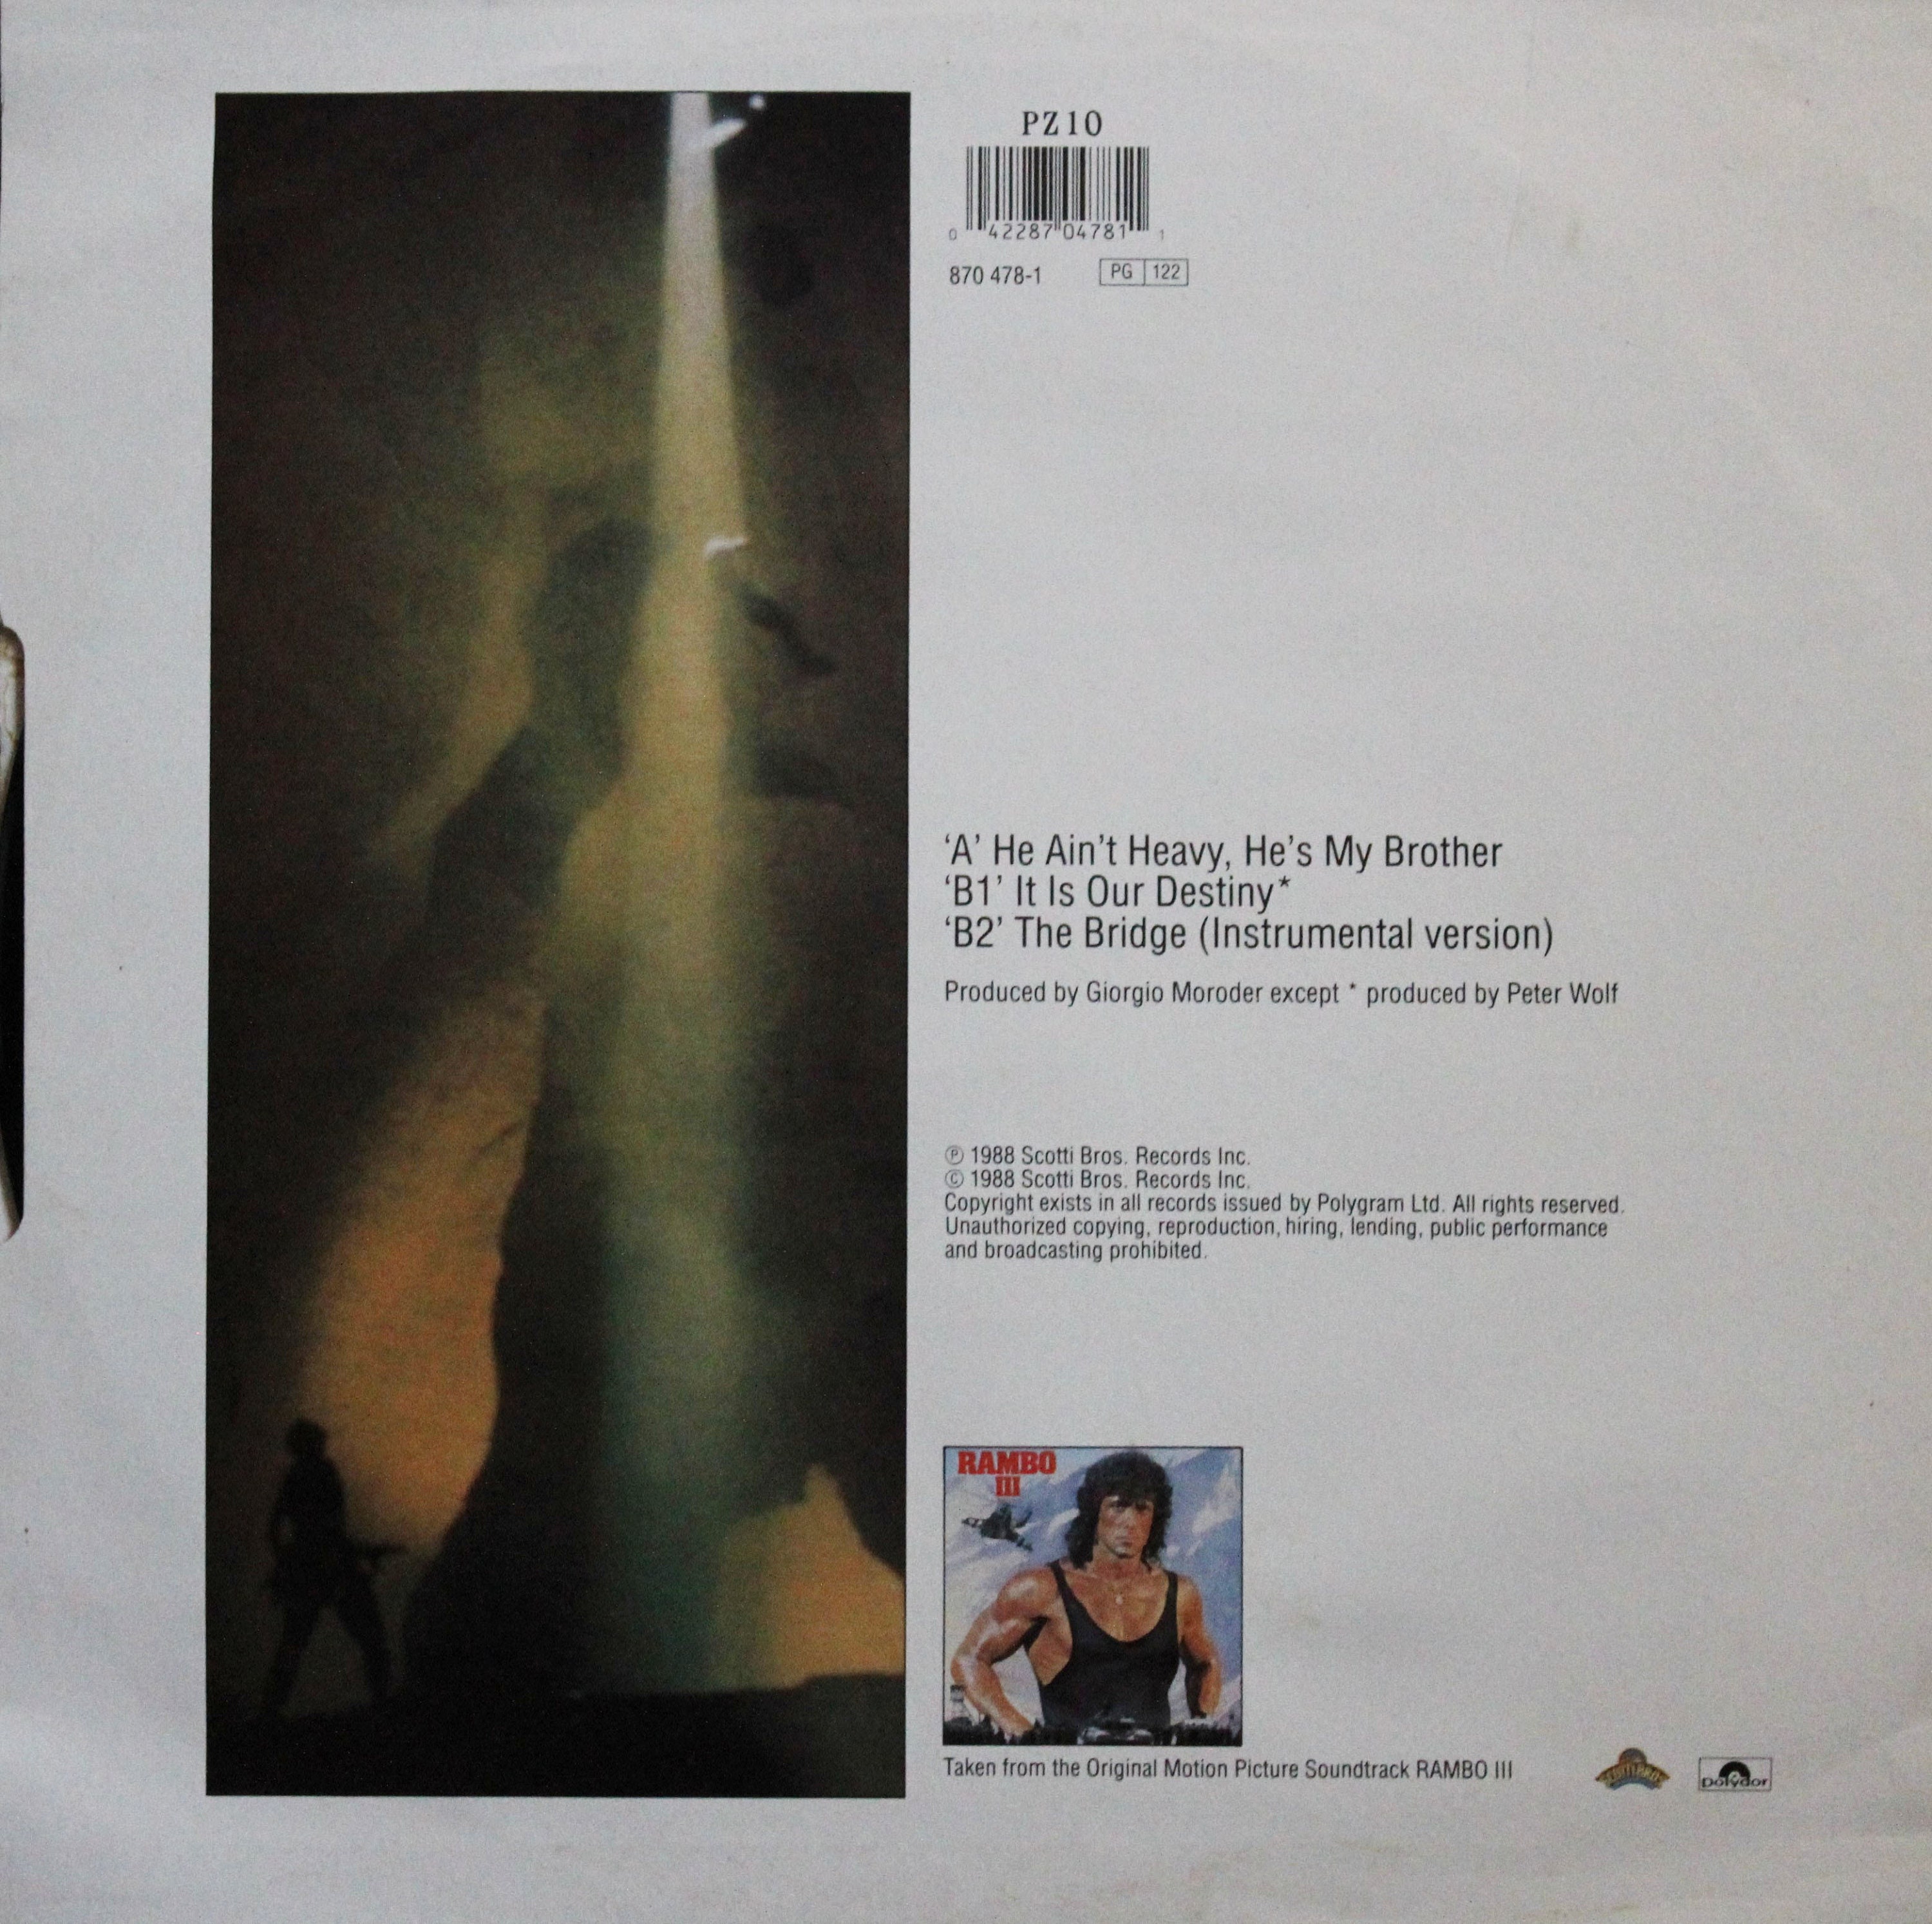 PZ10
0 42287 04781 1
870 478-1 PG 122
‘A’ He Ain’t Heavy, He’s My Brother
‘B1’ It Is Our Destiny*
‘B2’ The Bridge (Instrumental version)
Produced by Giorgio Moroder except * produced by Peter Wolf
℗ 1988 Scotti Bros. Records Inc.
© 1988 Scotti Bros. Records Inc.
Copyright exists in all records issued by Polygram Ltd. All rights reserved.
Unauthorized copying, reproduction, hiring, lending, public performance
and broadcasting prohibited.
RAMBO
III
Taken from the Original Motion Picture Soundtrack RAMBO III
Polydor